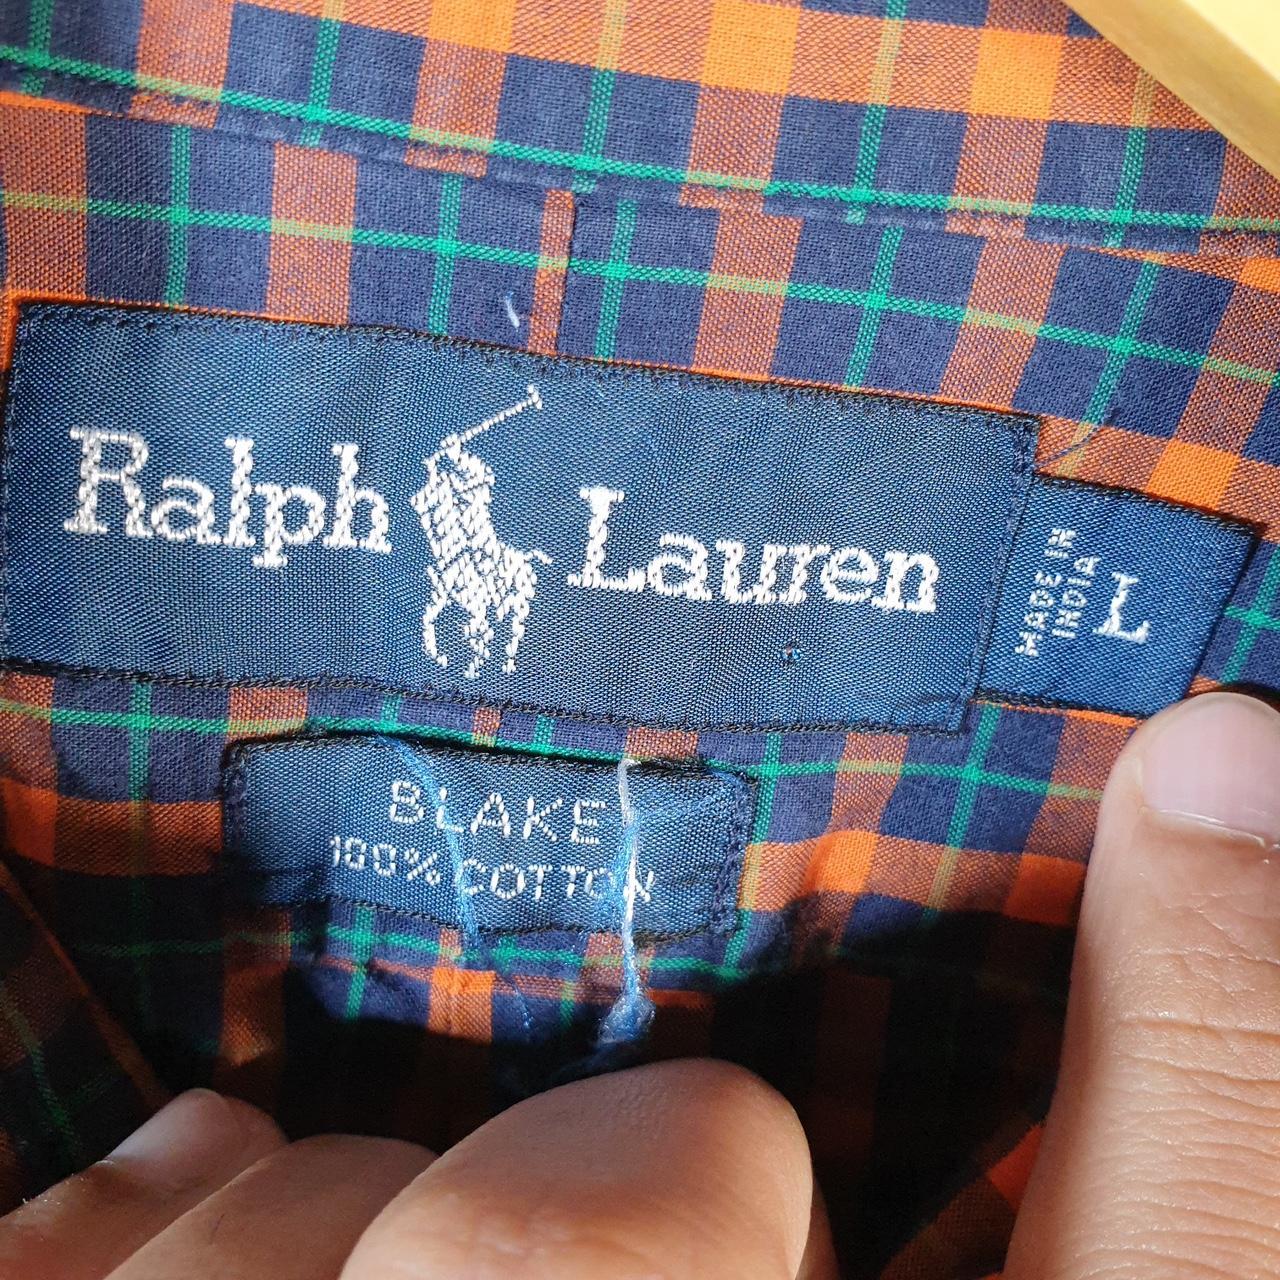 Ralph Lauren
MADE IN
INDIA
L
BLAKE
100% COTTON